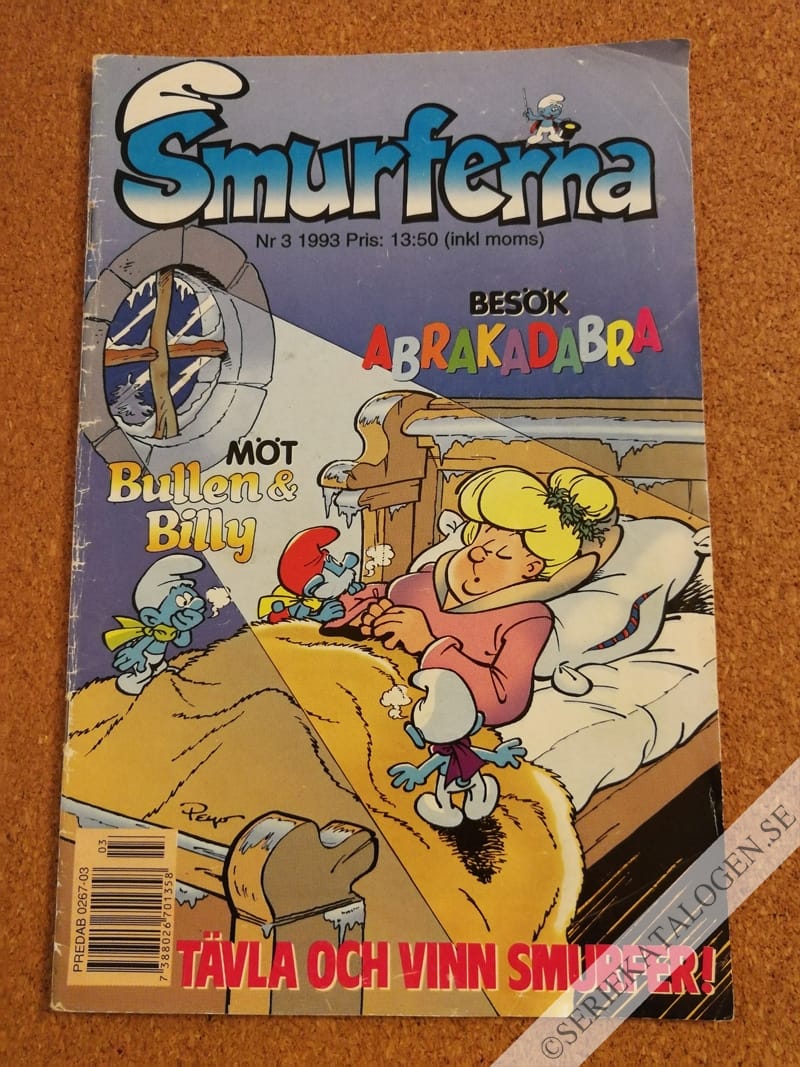 Smurferna
Nr 3 1993 Pris: 13:50 (inkl moms)
BESÖK
ABRAKADABRA
MÖT
Bullen &
Billy
Peyo
03
PREDAB 0267-03
7 388026 701358
TÄVLA OCH VINN SMURFER!
©SERIEKATALOGEN.SE